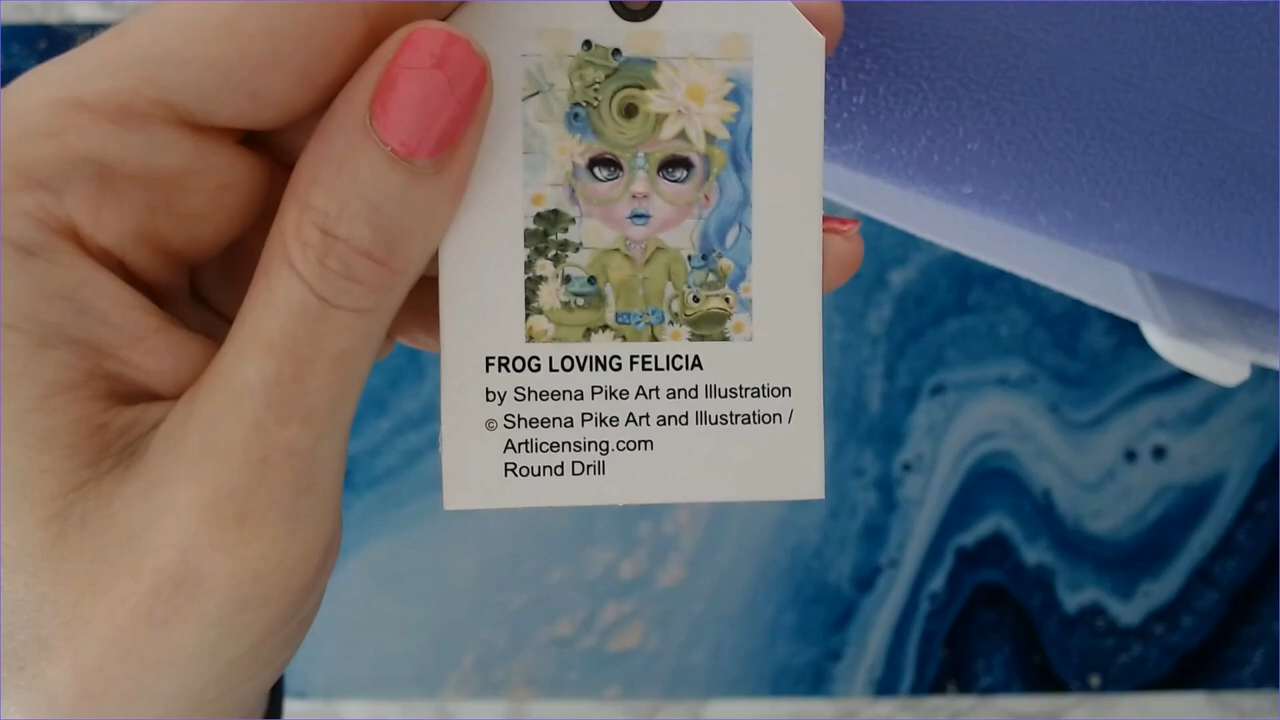 FROG LOVING FELICIA
by Sheena Pike Art and Illustration
© Sheena Pike Art and Illustration /
Artlicensing.com
Round Drill